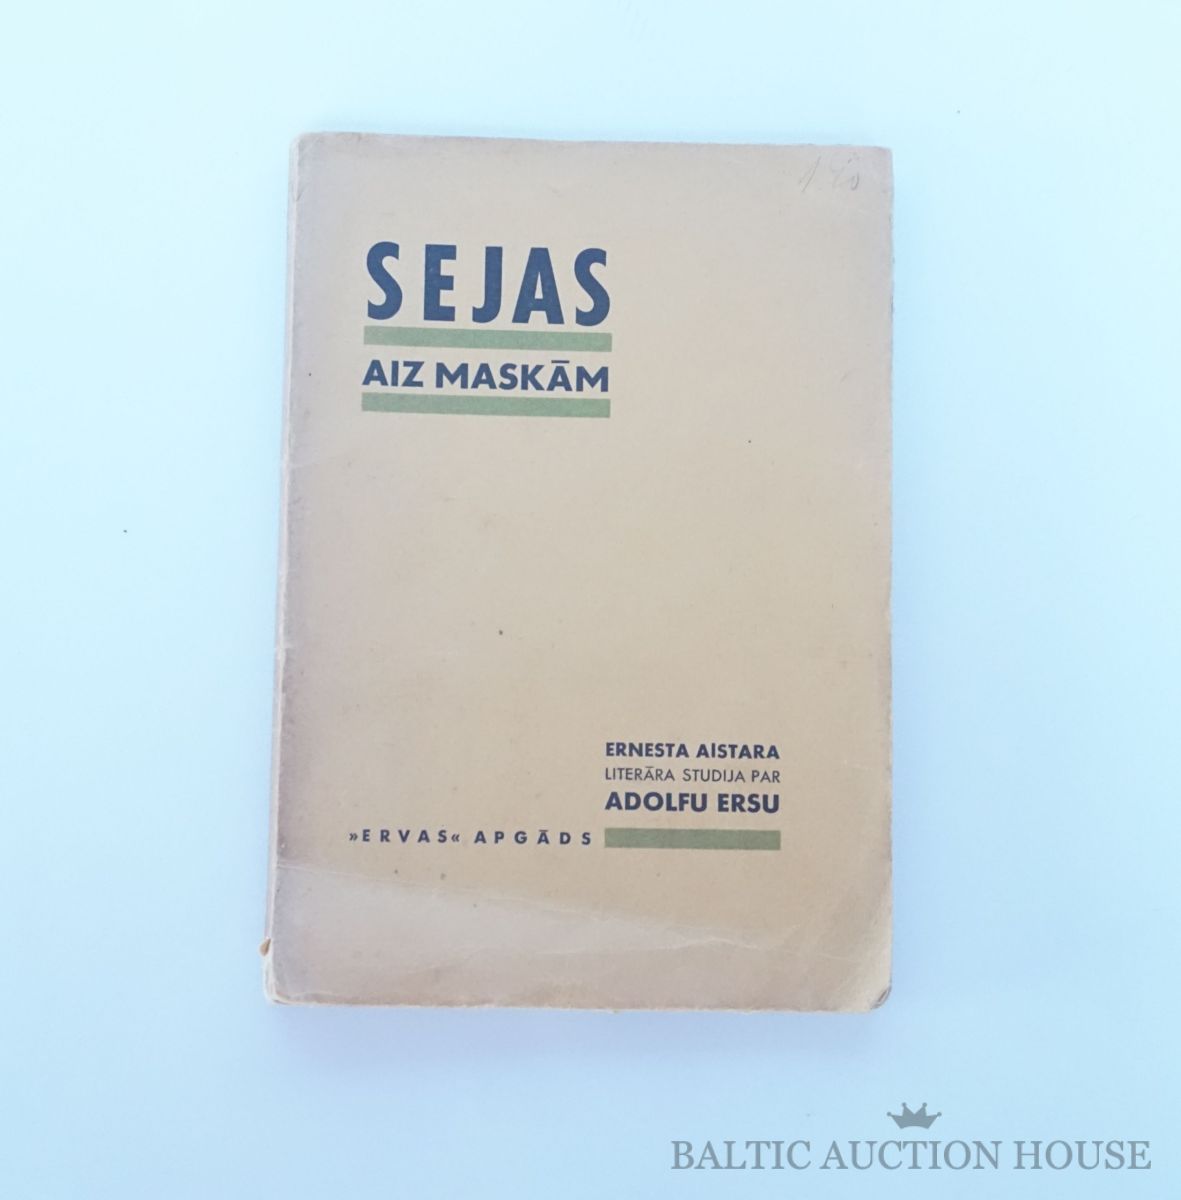 SEJAS
AIZ MASKĀM
ERNESTA AISTARA
LITERĀRA STUDIJA PAR
ADOLFU ERSU
»ERVAS« APGĀDS
BALTIC AUCTION HOUSE